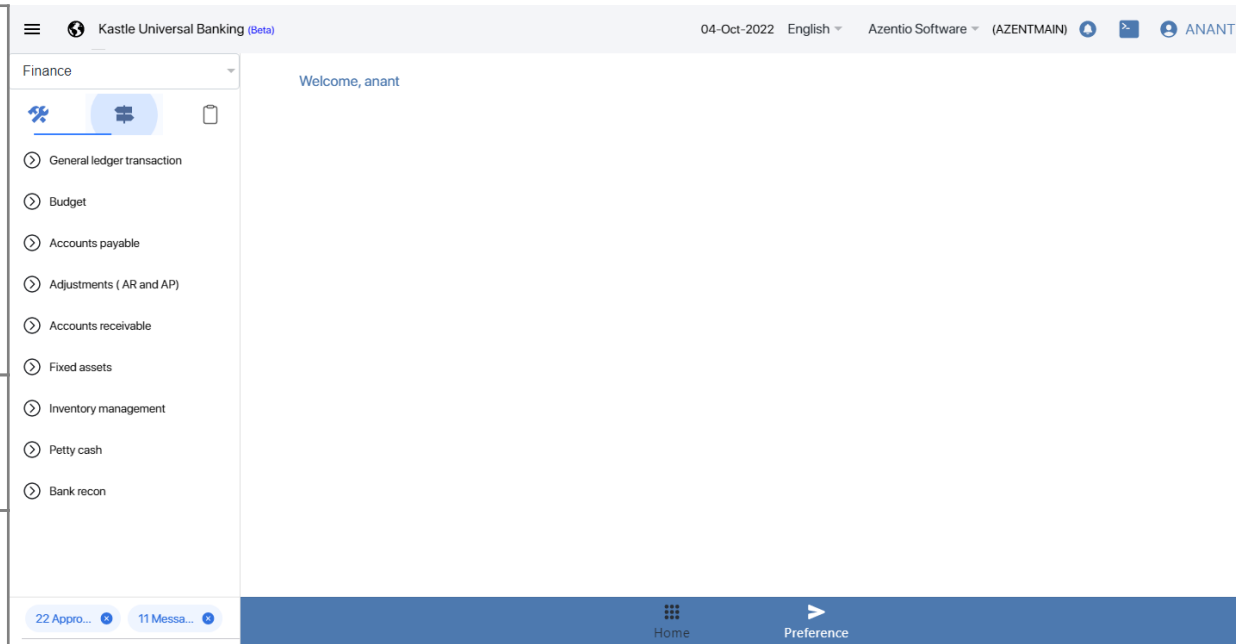 Kastle Universal Banking (Beta) 04-Oct-2022 English Azentio Software (AZENTMAIN) ANANT
Finance
Welcome, anant
General ledger transaction
Budget
Accounts payable
Adjustments ( AR and AP)
Accounts receivable
Fixed assets
Inventory management
Petty cash
Bank recon
22 Appro... 11 Messa...
Home Preference